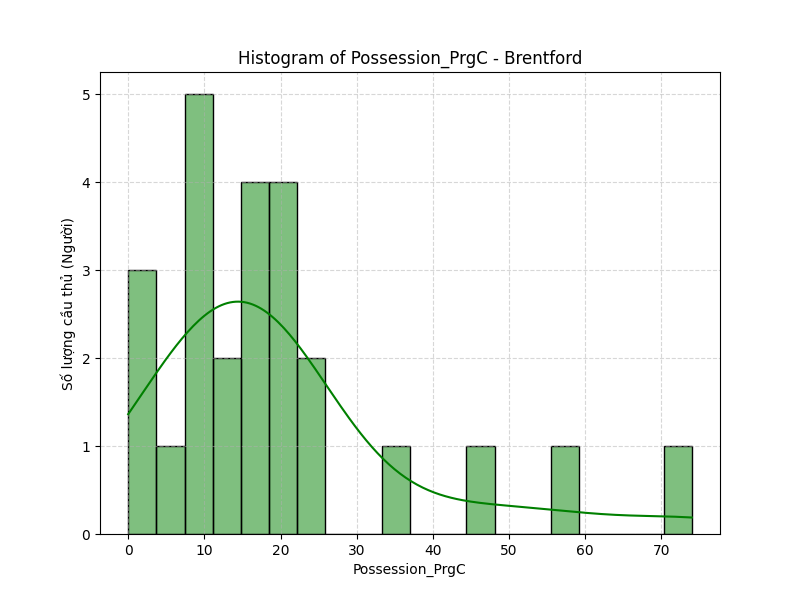 Histogram of Possession_PrgC - Brentford
Số lượng cầu thủ (Người)
5
4
3
2
1
0
0 10 20 30 40 50 60 70
Possession_PrgC